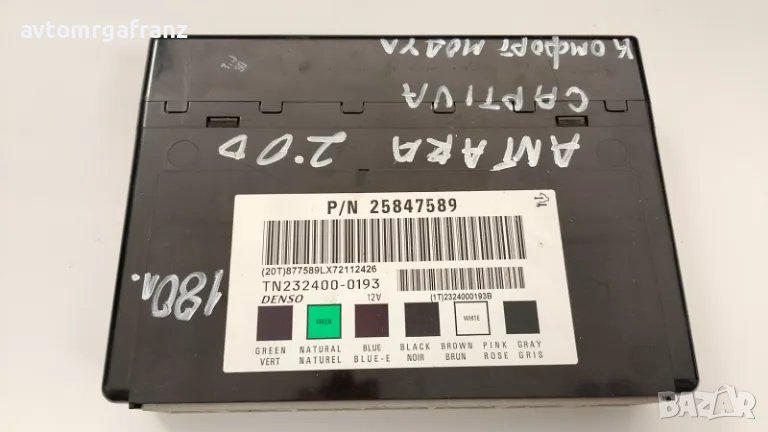 avtomrgafranz
КОМФОРТ МОДУЛ
CAPTIVA
ANTARA 2.0D
180л.
P/N 25847589
(20T)877589LX72112426
TN232400-0193
(1T)2324000193B
DENSO 12V
GREEN WHITE
GREEN NATURAL BLUE BLACK BROWN PINK GRAY
VERT NATUREL BLUE-E NOIR BRUN ROSE GRIS
BAZAR